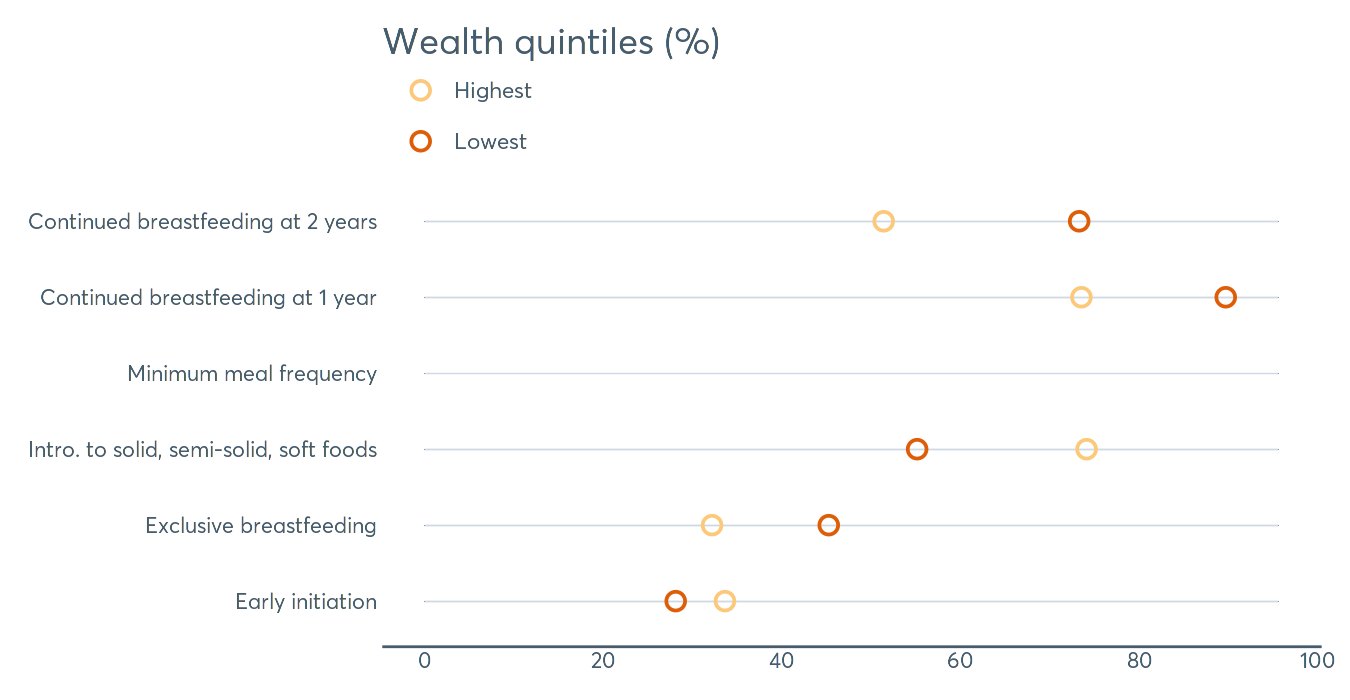 Wealth quintiles (%)
Highest
Lowest
Continued breastfeeding at 2 years
Continued breastfeeding at 1 year
Minimum meal frequency
Intro. to solid, semi-solid, soft foods
Exclusive breastfeeding
Early initiation
0 20 40 60 80 100